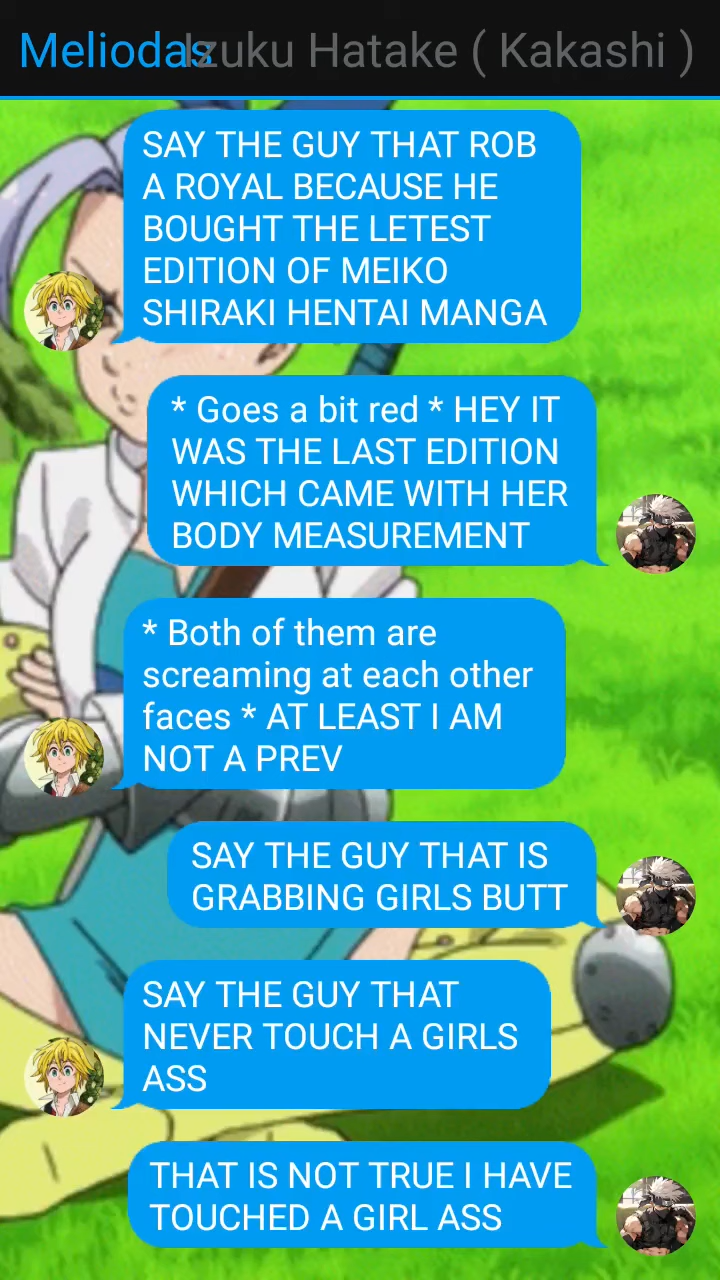 Meliodas Izuku Hatake ( Kakashi )
SAY THE GUY THAT ROB
A ROYAL BECAUSE HE
BOUGHT THE LETEST
EDITION OF MEIKO
SHIRAKI HENTAI MANGA
* Goes a bit red * HEY IT
WAS THE LAST EDITION
WHICH CAME WITH HER
BODY MEASUREMENT
* Both of them are
screaming at each other
faces * AT LEAST I AM
NOT A PREV
SAY THE GUY THAT IS
GRABBING GIRLS BUTT
SAY THE GUY THAT
NEVER TOUCH A GIRLS
ASS
THAT IS NOT TRUE I HAVE
TOUCHED A GIRL ASS